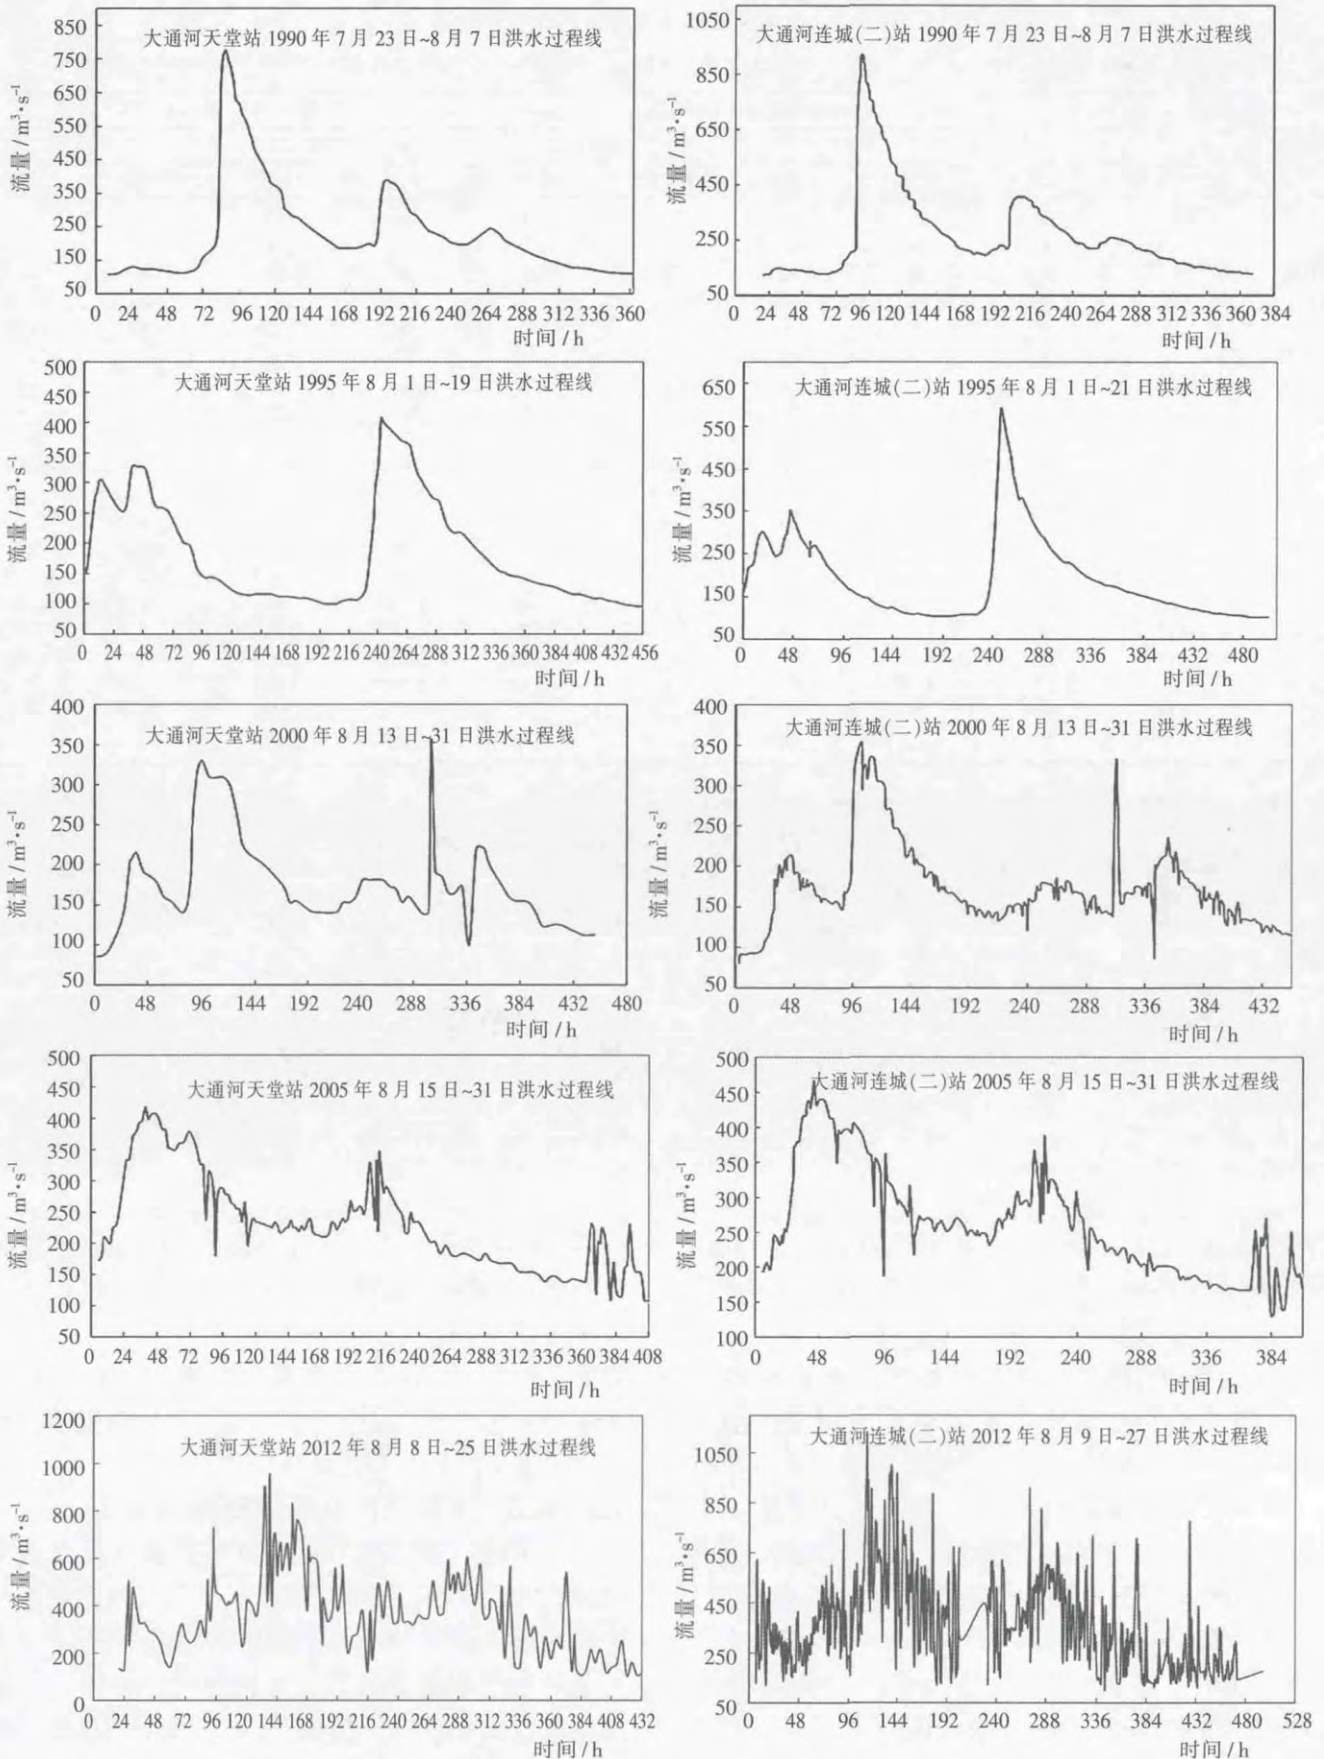 大通河天堂站 1990 年 7 月 23 日~8 月 7 日洪水过程线
流量 / m³·s⁻¹
850
750
650
550
450
350
250
150
50
0 24 48 72 96 120 144 168 192 216 240 264 288 312 336 360
时间 / h
大通河连城(二)站 1990 年 7 月 23 日~8 月 7 日洪水过程线
流量 / m³·s⁻¹
1050
850
650
450
250
50
0 24 48 72 96 120 144 168 192 216 240 264 288 312 336 360 384
时间 / h
大通河天堂站 1995 年 8 月 1 日~19 日洪水过程线
流量 / m³·s⁻¹
500
450
400
350
300
250
200
150
100
50
0 24 48 72 96 120 144 168 192 216 240 264 288 312 336 360 384 408 432 456
时间 / h
大通河连城(二)站 1995 年 8 月 1 日~21 日洪水过程线
流量 / m³·s⁻¹
650
550
450
350
250
150
50
0 48 96 144 192 240 288 336 384 432 480
时间 / h
大通河天堂站 2000 年 8 月 13 日~31 日洪水过程线
流量 / m³·s⁻¹
400
350
300
250
200
150
100
50
0 48 96 144 192 240 288 336 384 432 480
时间 / h
大通河连城(二)站 2000 年 8 月 13 日~31 日洪水过程线
流量 / m³·s⁻¹
400
350
300
250
200
150
100
50
0 48 96 144 192 240 288 336 384 432
时间 / h
大通河天堂站 2005 年 8 月 15 日~31 日洪水过程线
流量 / m³·s⁻¹
500
450
400
350
300
250
200
150
100
50
0 24 48 72 96 120 144 168 192 216 240 264 288 312 336 360 384 408
时间 / h
大通河连城(二)站 2005 年 8 月 15 日~31 日洪水过程线
流量 / m³·s⁻¹
500
450
400
350
300
250
200
150
100
0 48 96 144 192 240 288 336 384
时间 / h
大通河天堂站 2012 年 8 月 8 日~25 日洪水过程线
流量 / m³·s⁻¹
1200
1000
800
600
400
200
0
0 24 48 72 96 120 144 168 192 216 240 264 288 312 336 360 384 408 432
时间 / h
大通河连城(二)站 2012 年 8 月 9 日~27 日洪水过程线
流量 / m³·s⁻¹
1050
850
650
450
250
50
0 48 96 144 192 240 288 336 384 432 480 528
时间 / h